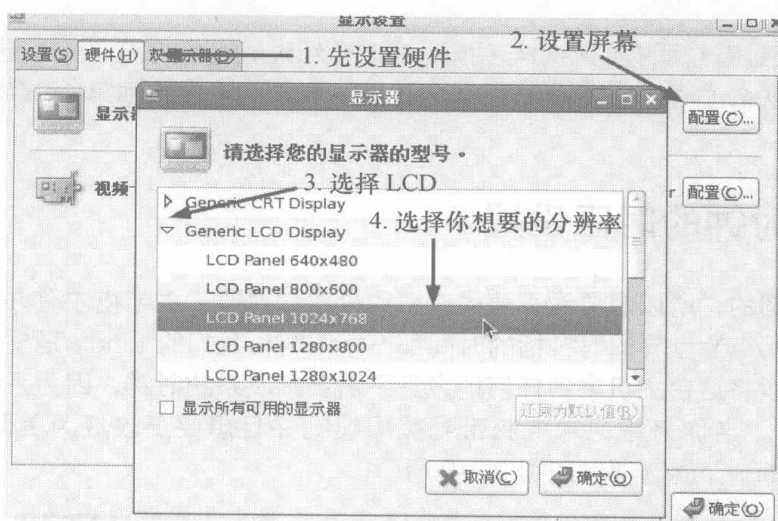 显示设置
设置(S) 硬件(H) 双显示器(D)
1. 先设置硬件
2. 设置屏幕
显示器
配置(C)...
请选择您的显示器的型号。
视频
r 配置(C)...
3. 选择 LCD
Generic CRT Display
4. 选择你想要的分辨率
Generic LCD Display
LCD Panel 640x480
LCD Panel 800x600
LCD Panel 1024x768
LCD Panel 1280x800
LCD Panel 1280x1024
显示所有可用的显示器
还原为默认值(R)
取消(C)
确定(O)
确定(O)